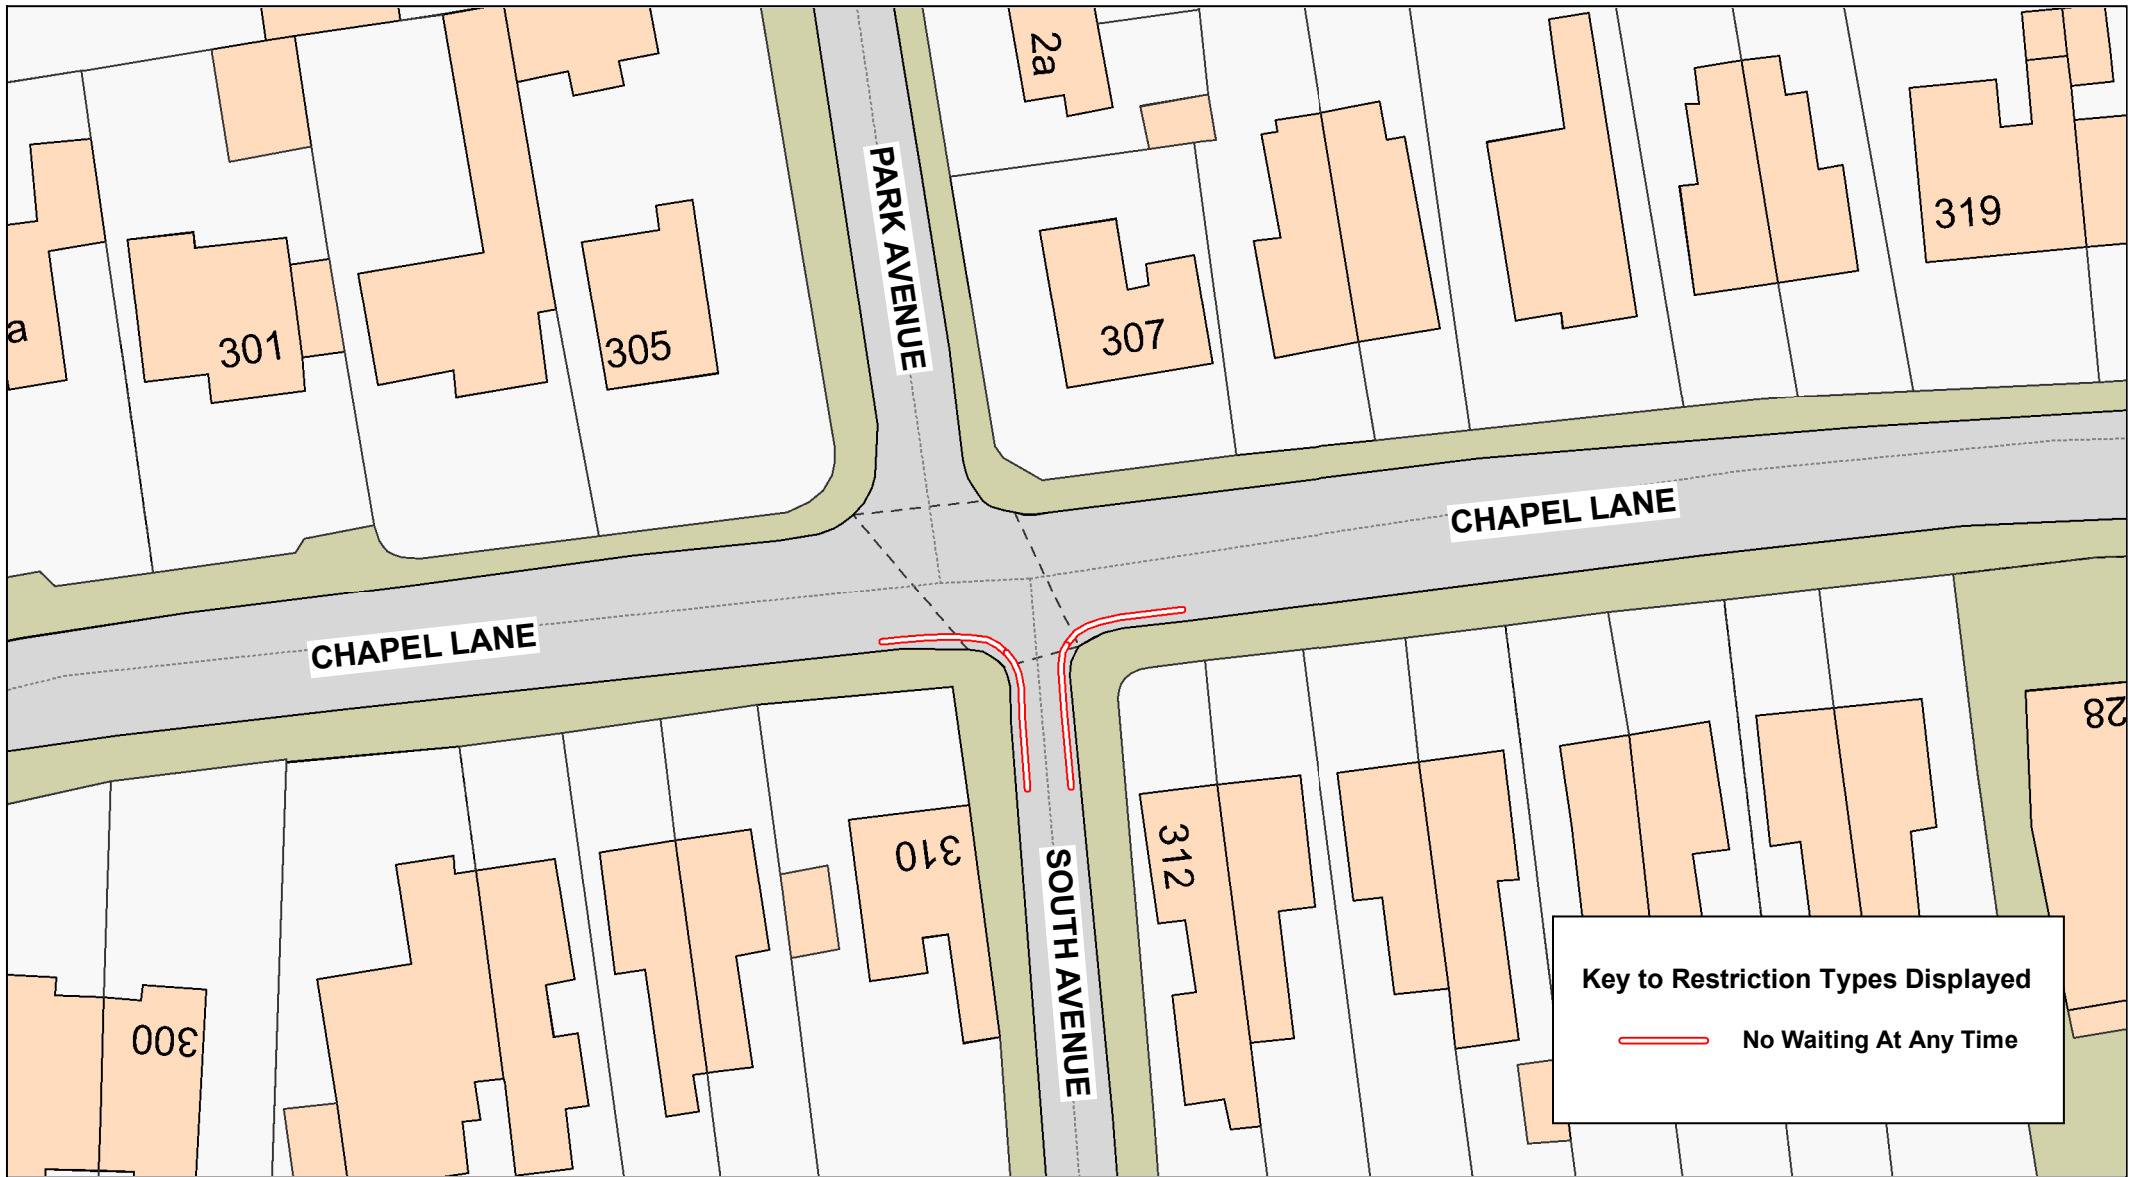 2a
PARK AVENUE
319
a
301
305
307
CHAPEL LANE
CHAPEL LANE
28
310
312
SOUTH AVENUE
300
Key to Restriction Types Displayed
No Waiting At Any Time